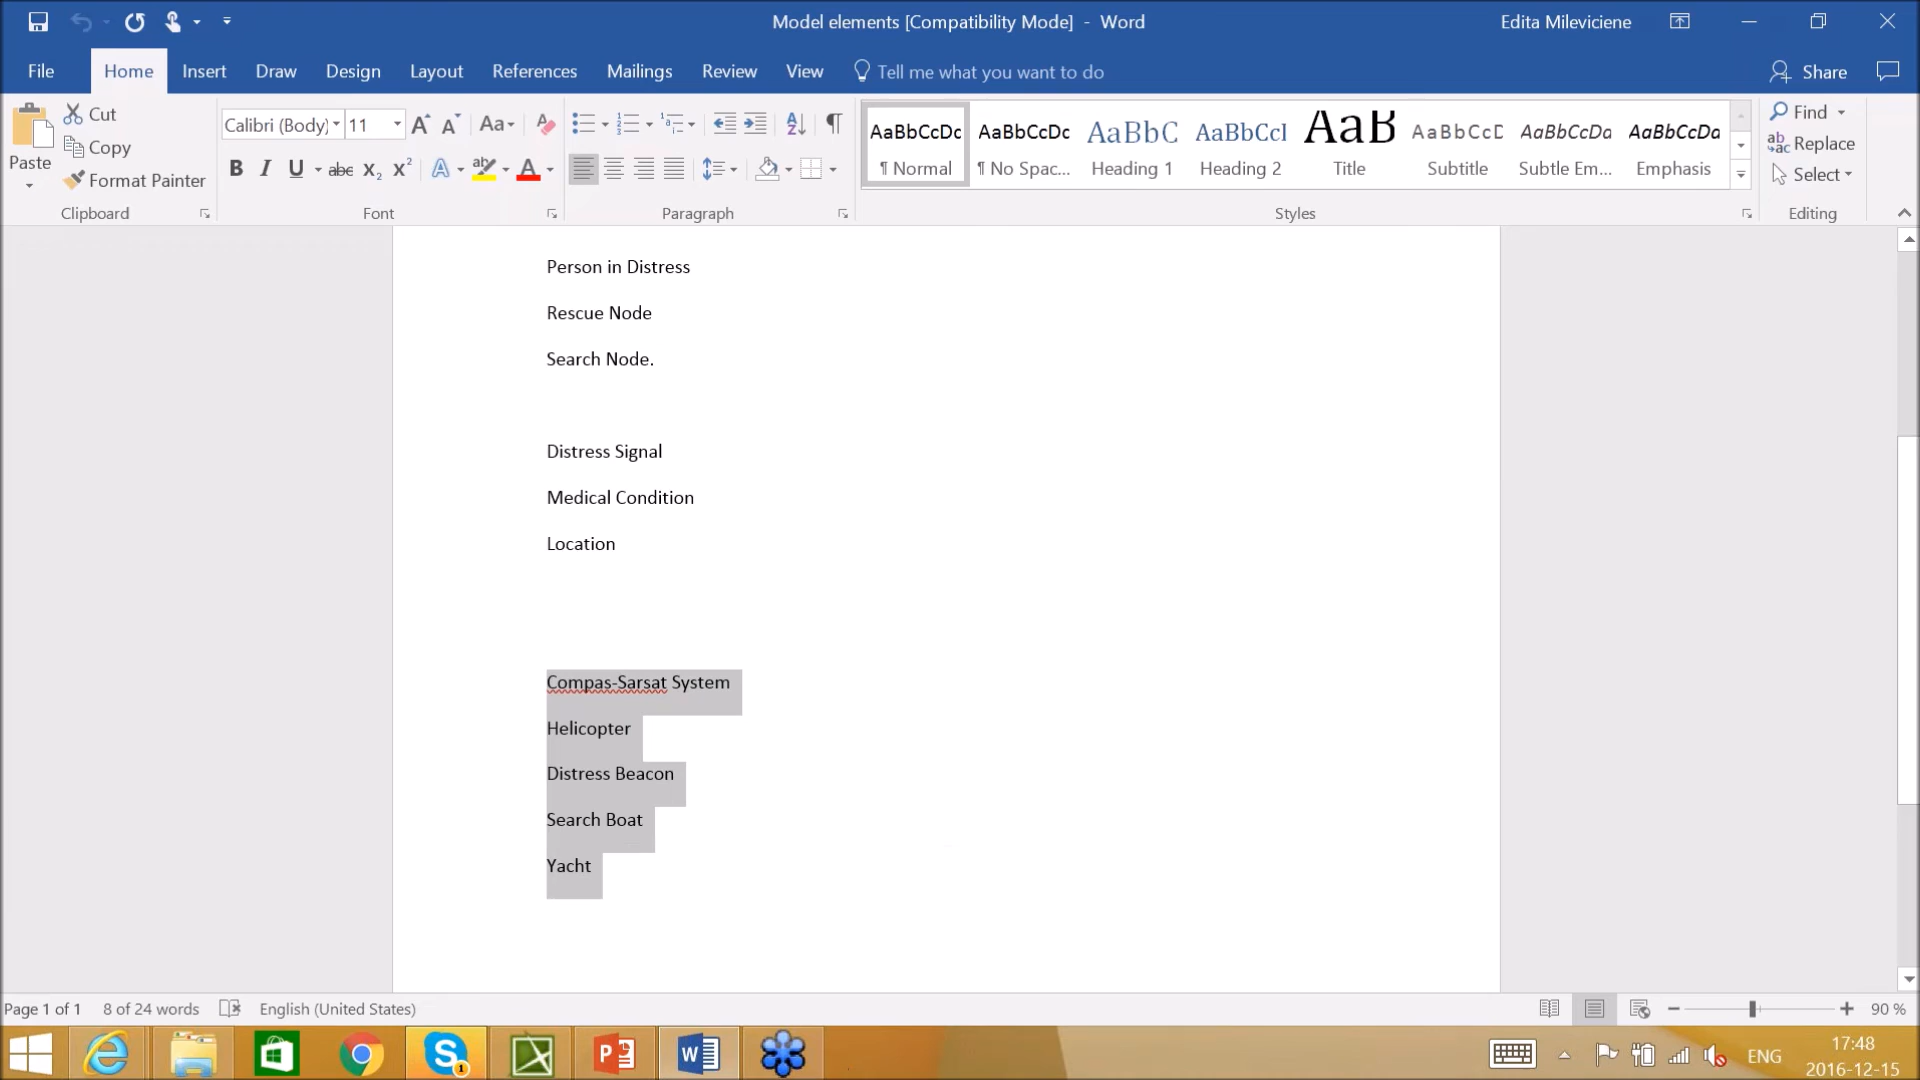 Model elements [Compatibility Mode] - Word
Edita Mileviciene
File Home Insert Draw Design Layout References Mailings Review View Tell me what you want to do Share
Paste
Cut
Copy
Format Painter
Clipboard
Calibri (Body) 11
Font
Paragraph
AaBbCcDc AaBbCcDc AaBbC AaBbCcI AaB AaBbCcD AaBbCcDa AaBbCcDa
¶ Normal ¶ No Spac... Heading 1 Heading 2 Title Subtitle Subtle Em... Emphasis
Styles
Find
Replace
Select
Editing
Person in Distress
Rescue Node
Search Node.
Distress Signal
Medical Condition
Location
Compas-Sarsat System
Helicopter
Distress Beacon
Search Boat
Yacht
Page 1 of 1 8 of 24 words English (United States) 90 %
ENG
17:48
2016-12-15